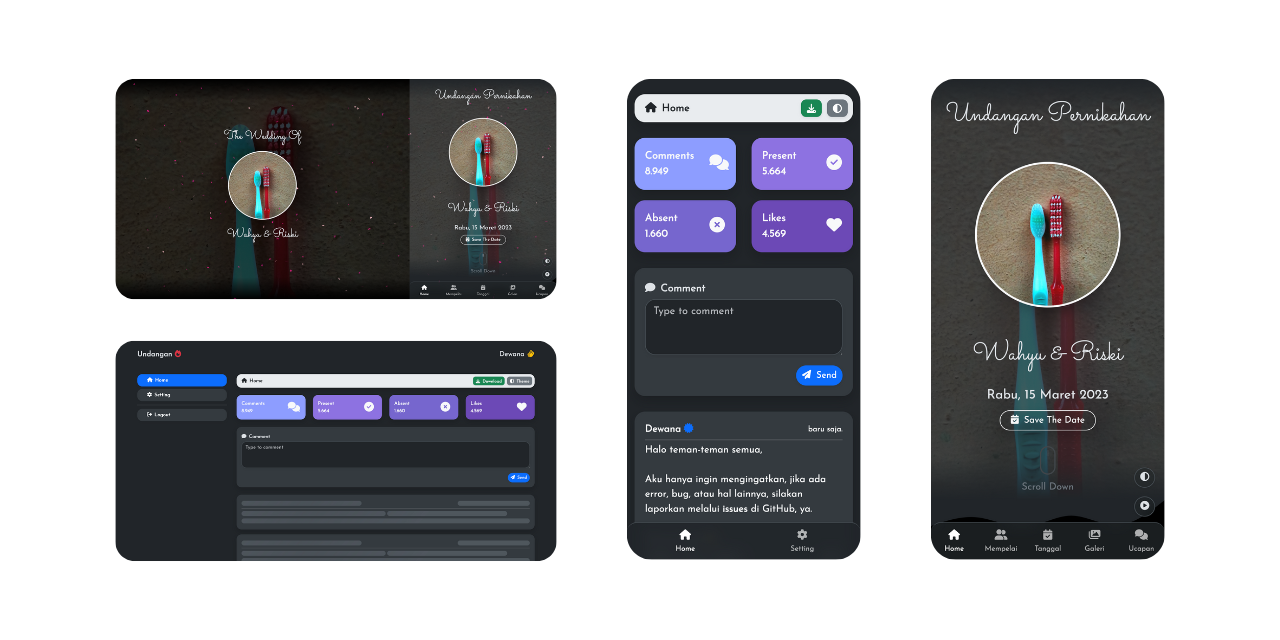 The Wedding Of
Wahyu & Riski
Undangan Pernikahan
Wahyu & Riski
Rabu, 15 Maret 2023
Save The Date
Scroll Down
Home Mempelai Tanggal Galeri Ucapan
Undangan
Dewana
Home
Setting
Logout
Home
Download Theme
Comments
8.949
Present
5.664
Absent
1.660
Likes
4.569
Comment
Type to comment
Send
Home
Comments
8.949
Present
5.664
Absent
1.660
Likes
4.569
Comment
Type to comment
Send
Dewana
baru saja.
Halo teman-teman semua,
Aku hanya ingin mengingatkan, jika ada
error, bug, atau hal lainnya, silakan
laporkan melalui issues di GitHub, ya.
Home Setting
Undangan Pernikahan
Wahyu & Riski
Rabu, 15 Maret 2023
Save The Date
Scroll Down
Home Mempelai Tanggal Galeri Ucapan